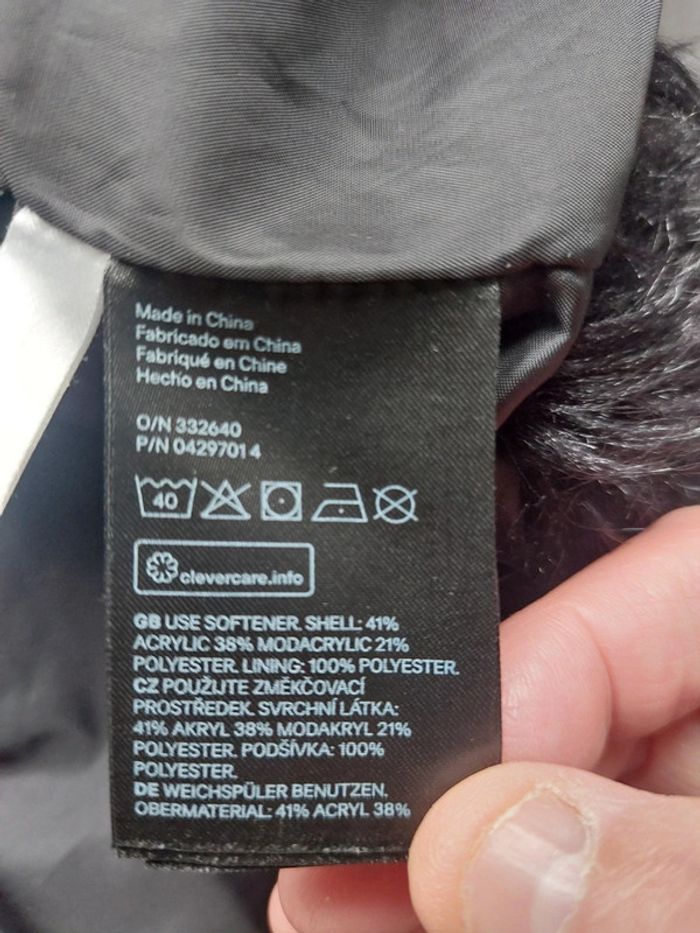 Made in China
Fabricado em China
Fabriqué en Chine
Hecho en China
O/N 332640
P/N 04297014
40
clevercare.info
GB USE SOFTENER. SHELL: 41%
ACRYLIC 38% MODACRYLIC 21%
POLYESTER. LINING: 100% POLYESTER.
CZ POUŽIJTE ZMĚKČOVACÍ
PROSTŘEDEK. SVRCHNÍ LÁTKA:
41% AKRYL 38% MODAKRYL 21%
POLYESTER. PODŠÍVKA: 100%
POLYESTER.
DE WEICHSPÜLER BENUTZEN.
OBERMATERIAL: 41% ACRYL 38%